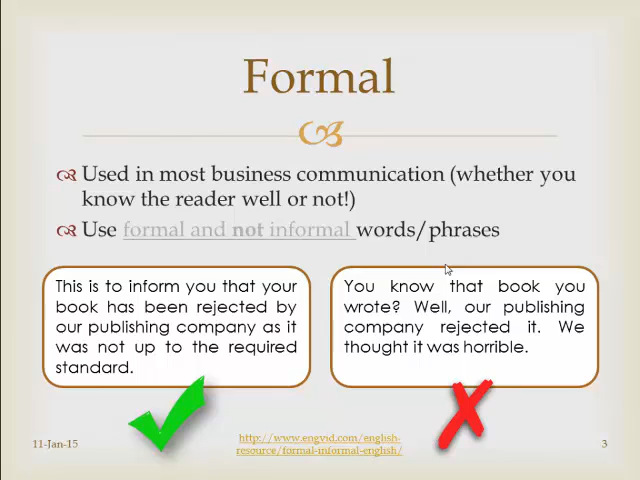 Formal
Used in most business communication (whether you
know the reader well or not!)
Use formal and not informal words/phrases
This is to inform you that your
book has been rejected by
our publishing company as it
was not up to the required
standard.
You know that book you
wrote? Well, our publishing
company rejected it. We
thought it was horrible.
11-Jan-15
http://www.engvid.com/english-
resource/formal-informal-english/
3